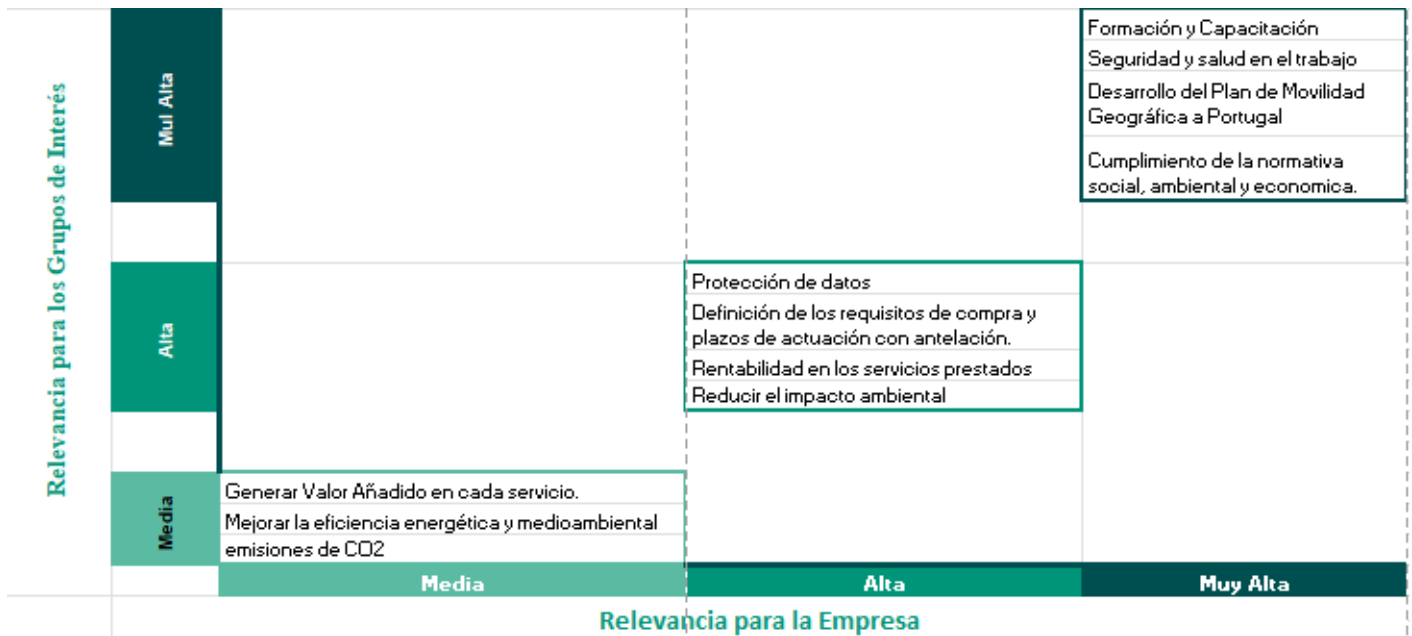 Relevancia para los Grupos de Interés
Mul Alta
Formación y Capacitación
Seguridad y salud en el trabajo
Desarrollo del Plan de Movilidad
Geográfica a Portugal
Cumplimiento de la normativa
social, ambiental y economica.
Alta
Protección de datos
Definición de los requisitos de compra y
plazos de actuación con antelación.
Rentabilidad en los servicios prestados
Reducir el impacto ambiental
Media
Generar Valor Añadido en cada servicio.
Mejorar la eficiencia energética y medioambiental
emisiones de CO2
Media
Alta
Muy Alta
Relevancia para la Empresa